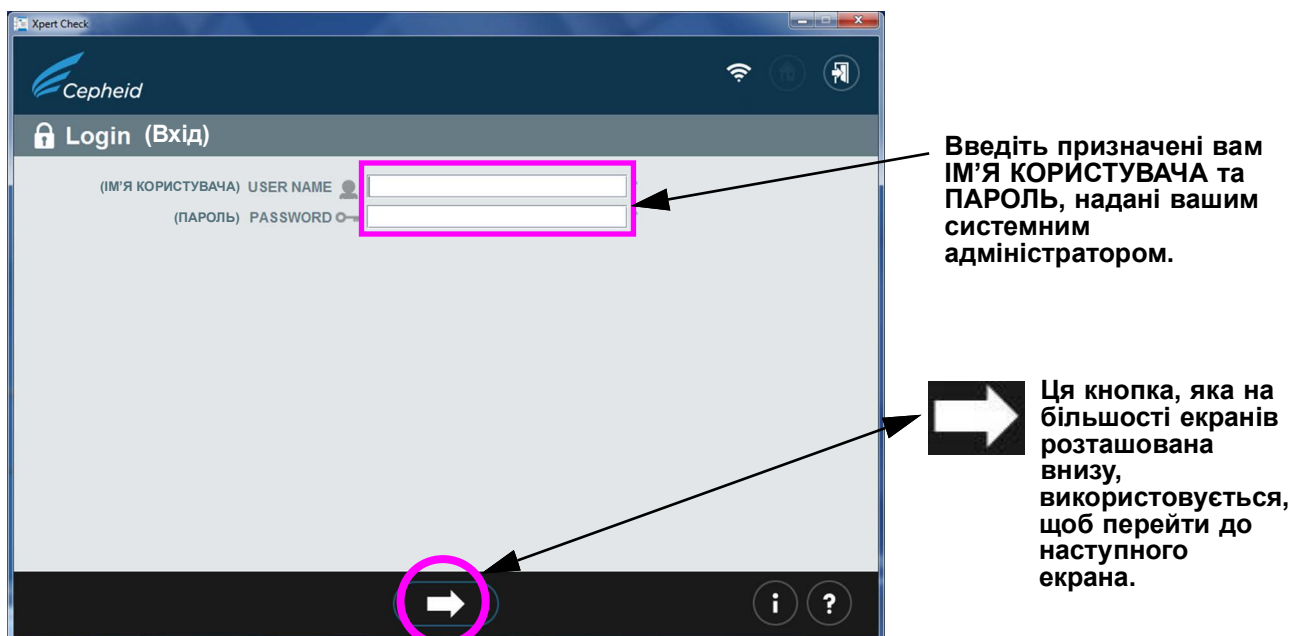 Xpert Check
Cepheid
Login (Вхід)
(ІМ’Я КОРИСТУВАЧА) USER NAME
(ПАРОЛЬ) PASSWORD
Введіть призначені вам
ІМ’Я КОРИСТУВАЧА та
ПАРОЛЬ, надані вашим
системним
адміністратором.
Ця кнопка, яка на
більшості екранів
розташована
внизу,
використовується,
щоб перейти до
наступного
екрана.
i ?